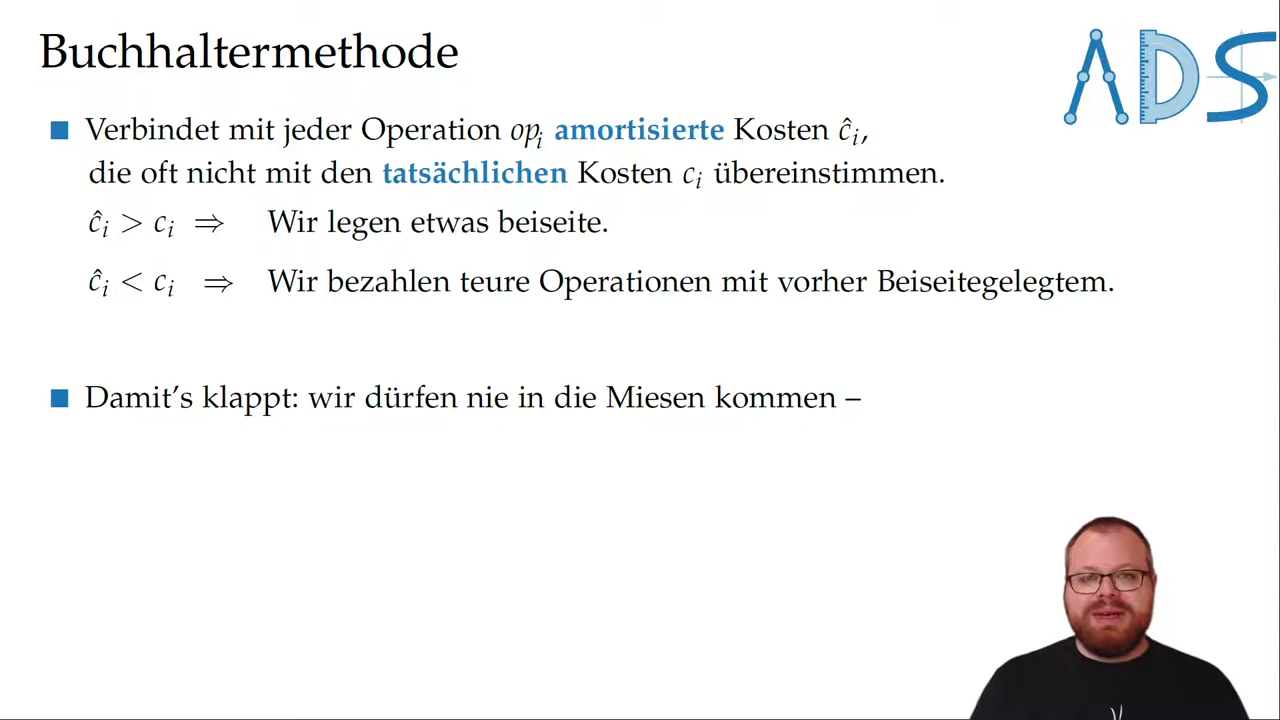 Buchhaltermethode
ADS
Verbindet mit jeder Operation opᵢ amortisierte Kosten ĉᵢ,
die oft nicht mit den tatsächlichen Kosten cᵢ übereinstimmen.
ĉᵢ > cᵢ ⇒ Wir legen etwas beiseite.
ĉᵢ < cᵢ ⇒ Wir bezahlen teure Operationen mit vorher Beiseitegelegtem.
Damit's klappt: wir dürfen nie in die Miesen kommen –